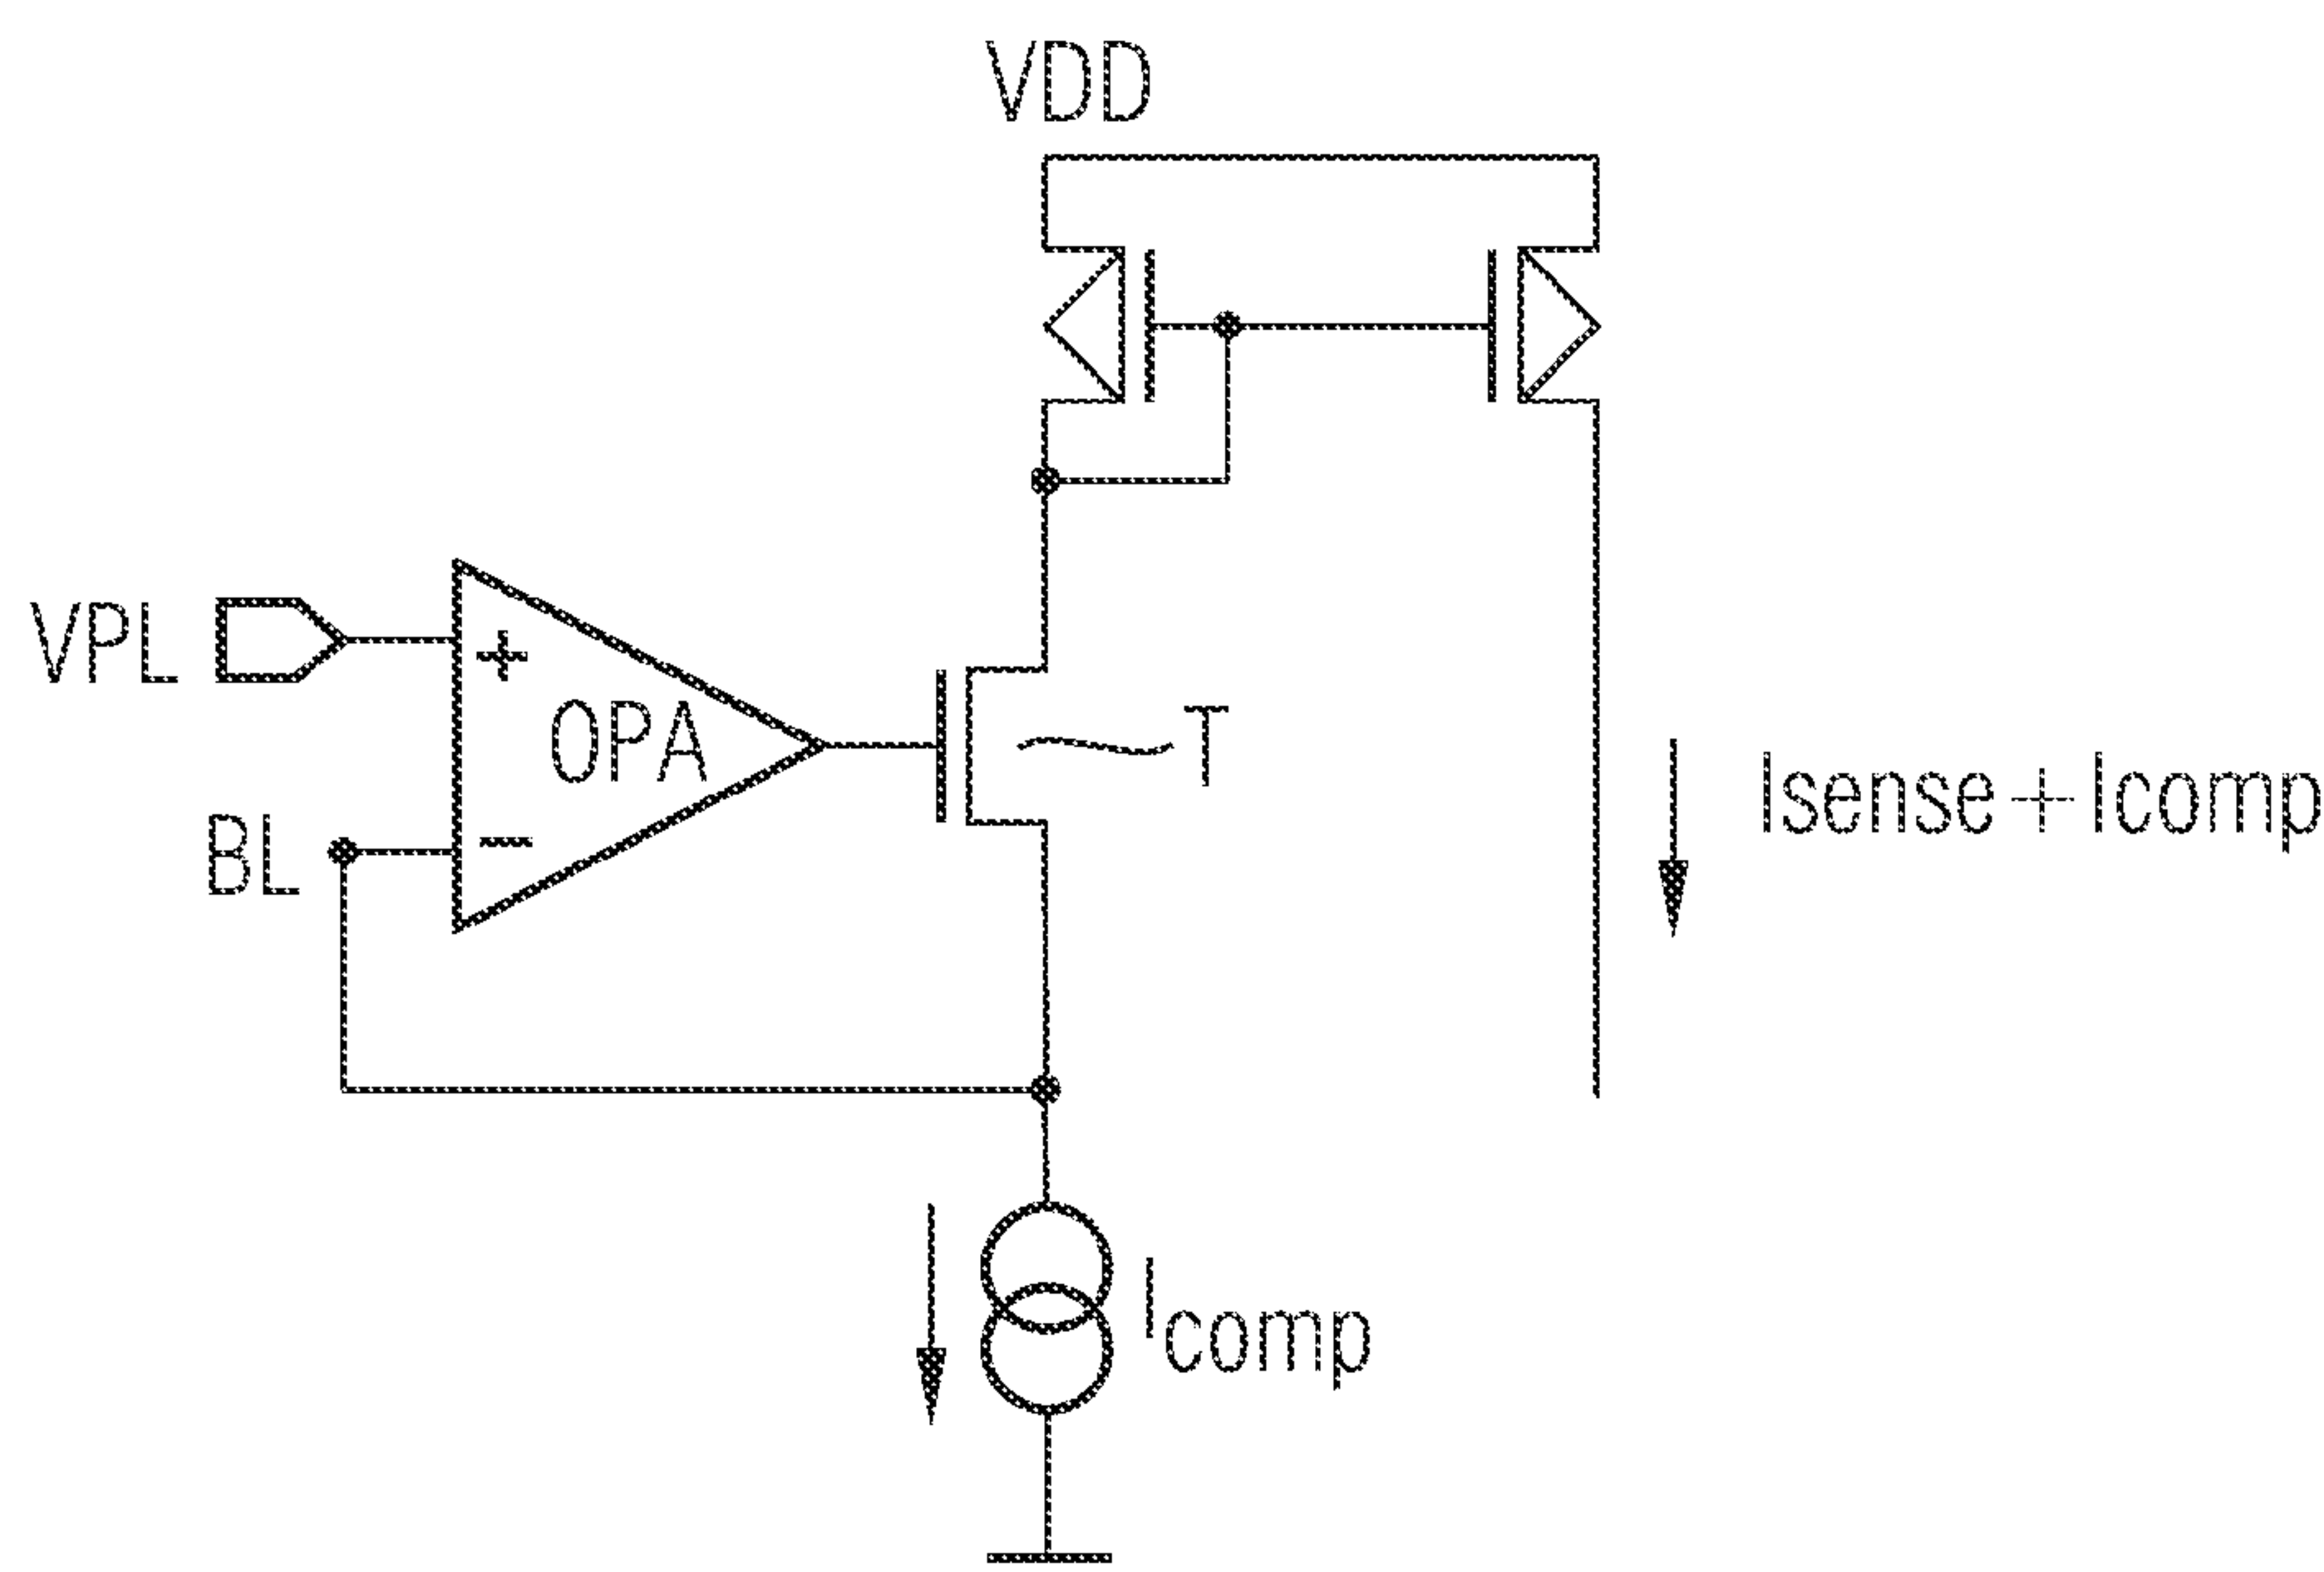 VDD
VPL
+
OPA
T
BL
−
Isense+Icomp
Icomp